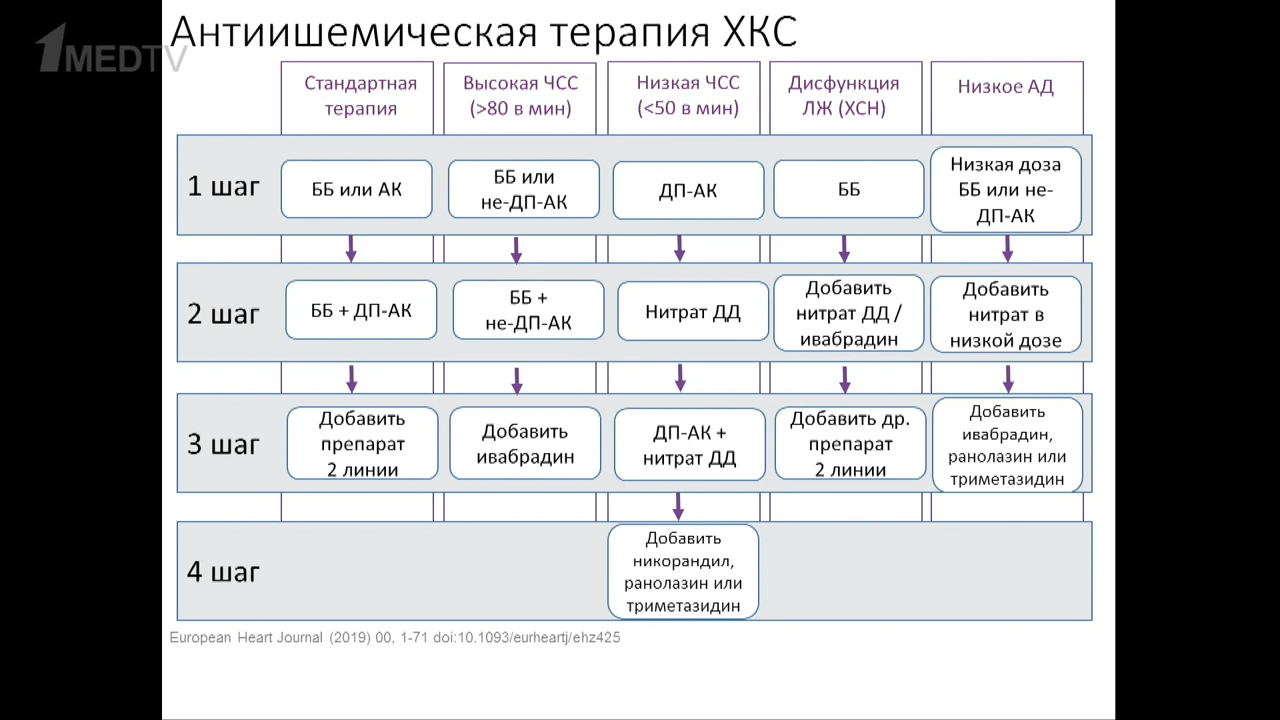 1MEDTV
Антиишемическая терапия ХКС
Стандартная
терапия
Высокая ЧСС
(>80 в мин)
Низкая ЧСС
(<50 в мин)
Дисфункция
ЛЖ (ХСН)
Низкое АД
1 шаг
ББ или АК
ББ или
не-ДП-АК
ДП-АК
ББ
Низкая доза
ББ или не-
ДП-АК
2 шаг
ББ + ДП-АК
ББ +
не-ДП-АК
Нитрат ДД
Добавить
нитрат ДД /
ивабрадин
Добавить
нитрат в
низкой дозе
3 шаг
Добавить
препарат
2 линии
Добавить
ивабрадин
ДП-АК +
нитрат ДД
Добавить др.
препарат
2 линии
Добавить
ивабрадин,
ранолазин или
триметазидин
4 шаг
Добавить
никорандил,
ранолазин или
триметазидин
European Heart Journal (2019) 00, 1-71 doi:10.1093/eurheartj/ehz425